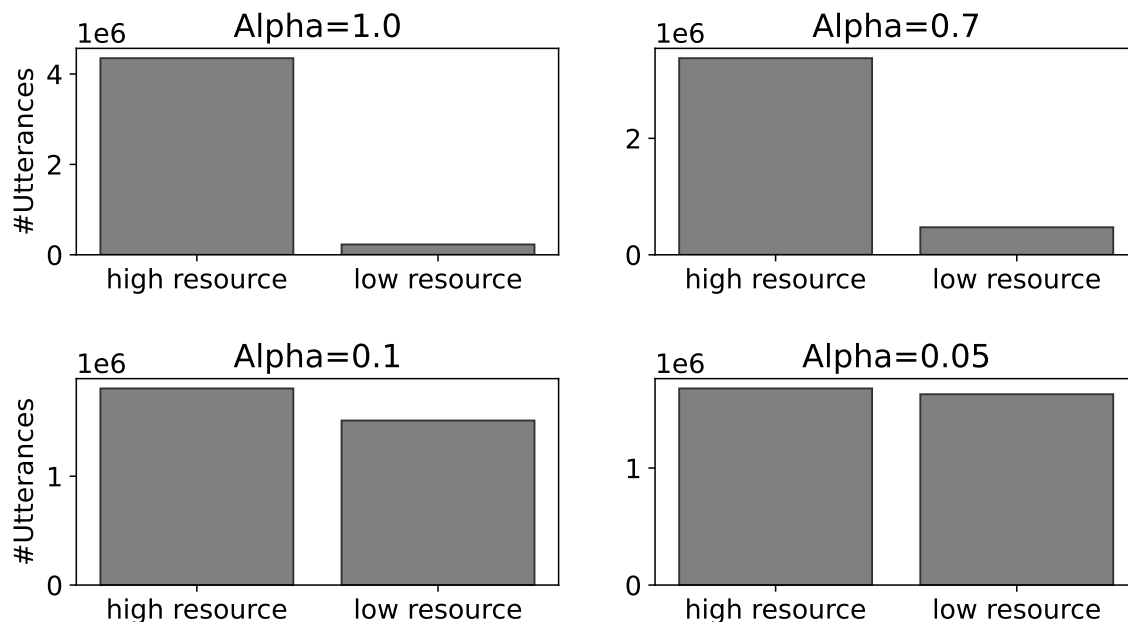 Alpha=1.0
1e6
#Utterances
4
2
0
high resource low resource
Alpha=0.7
1e6
2
0
high resource low resource
Alpha=0.1
1e6
#Utterances
1
0
high resource low resource
Alpha=0.05
1e6
1
0
high resource low resource